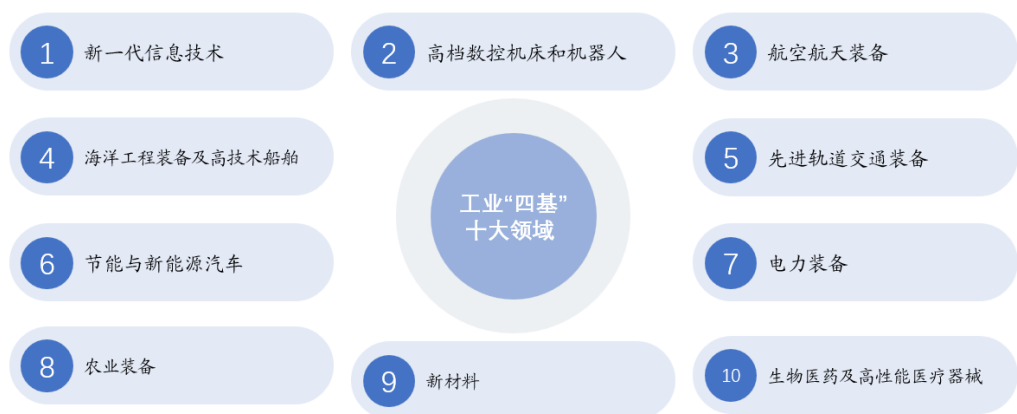 1 新一代信息技术
2 高档数控机床和机器人
3 航空航天装备
4 海洋工程装备及高技术船舶
5 先进轨道交通装备
工业“四基”
十大领域
6 节能与新能源汽车
7 电力装备
8 农业装备
9 新材料
10 生物医药及高性能医疗器械